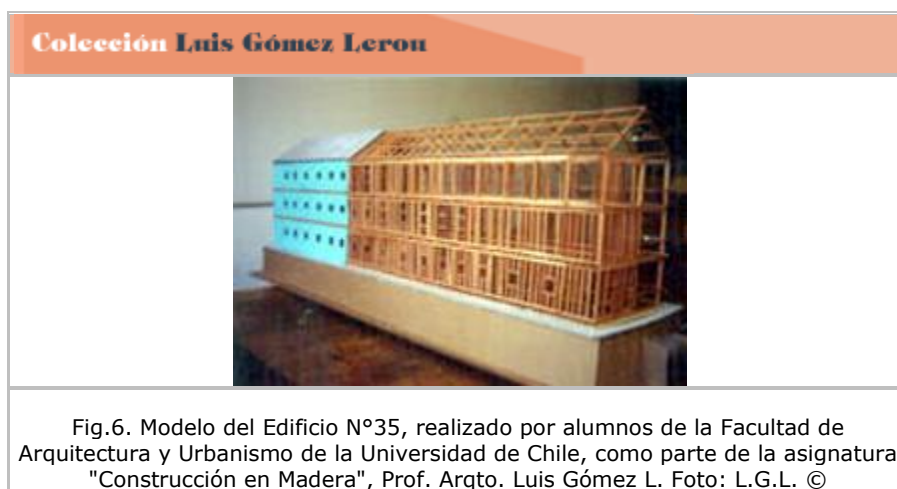 Colección Luis Gómez Lerou
Fig.6. Modelo del Edificio N°35, realizado por alumnos de la Facultad de
Arquitectura y Urbanismo de la Universidad de Chile, como parte de la asignatura
"Construcción en Madera", Prof. Arqto. Luis Gómez L. Foto: L.G.L. ©